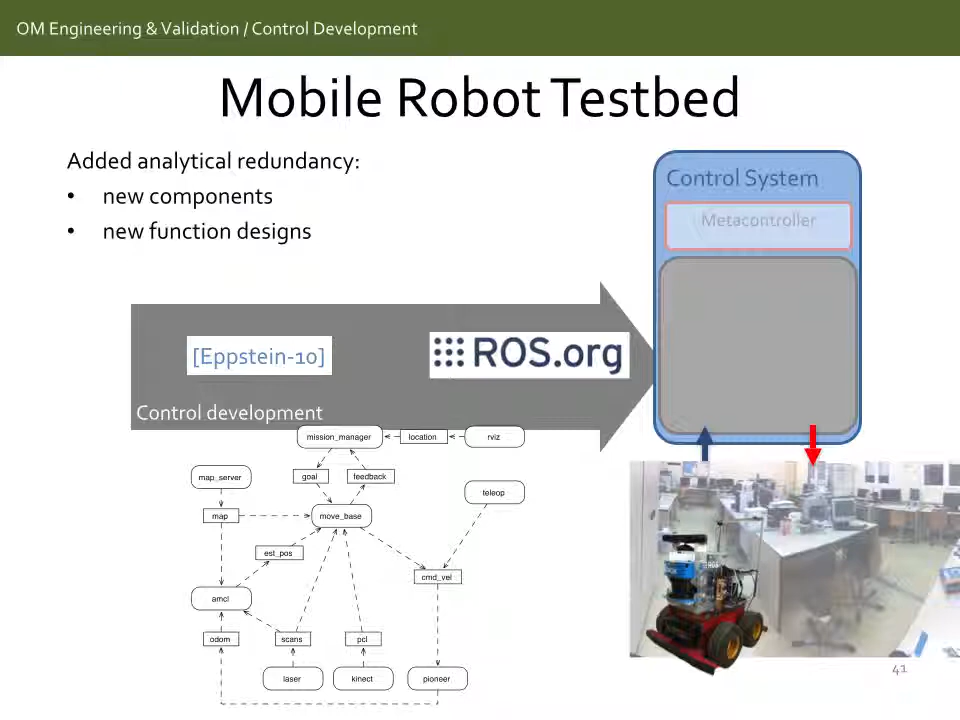 OM Engineering & Validation / Control Development
Mobile Robot Testbed
Added analytical redundancy:
• new components
• new function designs
Control System
Metacontroller
[Eppstein-10]
ROS.org
Control development
mission_manager
location
rviz
map_server
goal
feedback
teleop
map
move_base
est_pos
cmd_vel
amcl
odom
scans
pcl
laser
kinect
pioneer
41